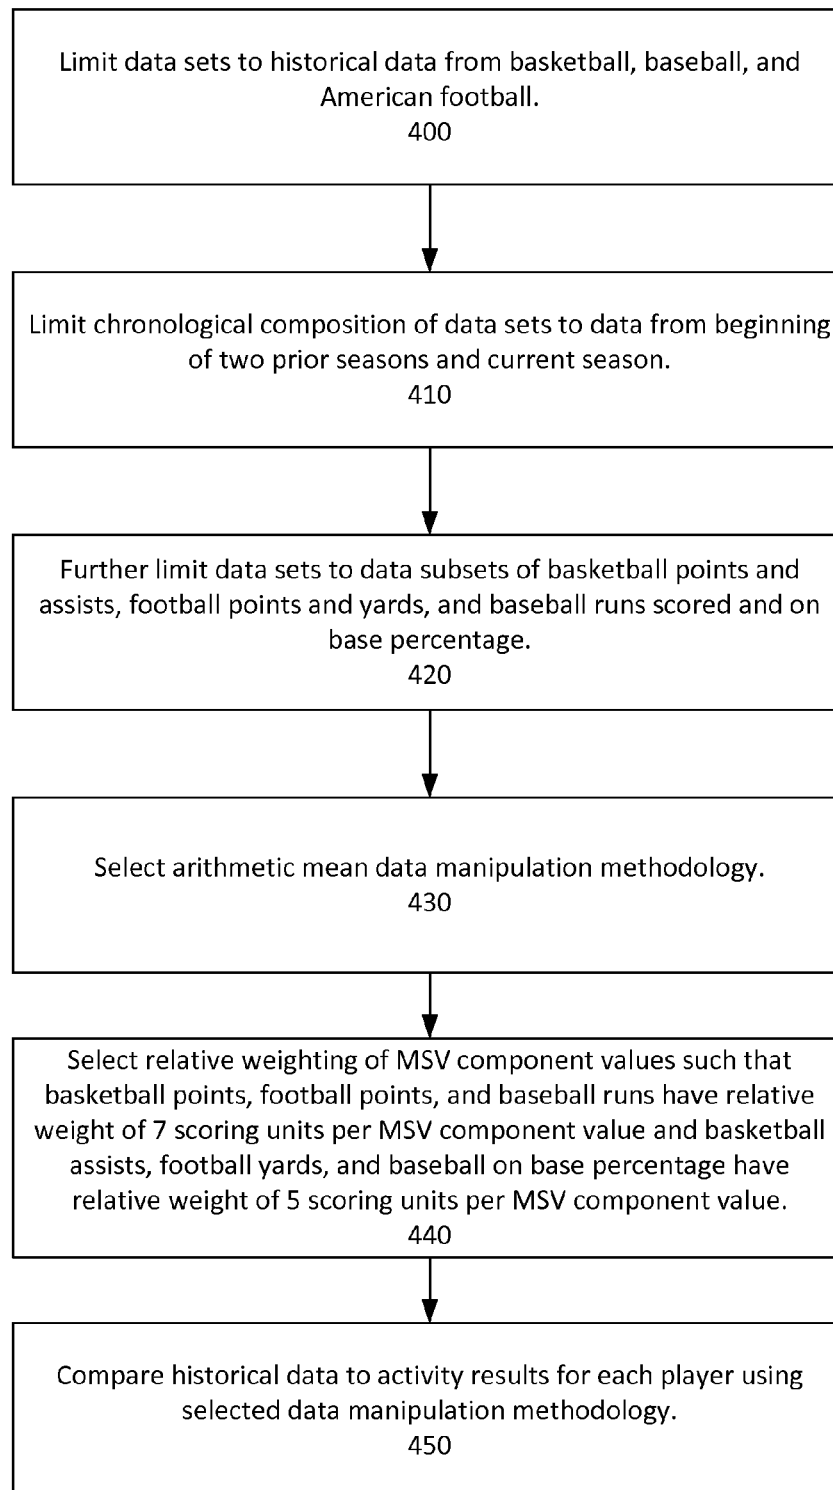 Limit data sets to historical data from basketball, baseball, and
American football.
400
Limit chronological composition of data sets to data from beginning
of two prior seasons and current season.
410
Further limit data sets to data subsets of basketball points and
assists, football points and yards, and baseball runs scored and on
base percentage.
420
Select arithmetic mean data manipulation methodology.
430
Select relative weighting of MSV component values such that
basketball points, football points, and baseball runs have relative
weight of 7 scoring units per MSV component value and basketball
assists, football yards, and baseball on base percentage have
relative weight of 5 scoring units per MSV component value.
440
Compare historical data to activity results for each player using
selected data manipulation methodology.
450